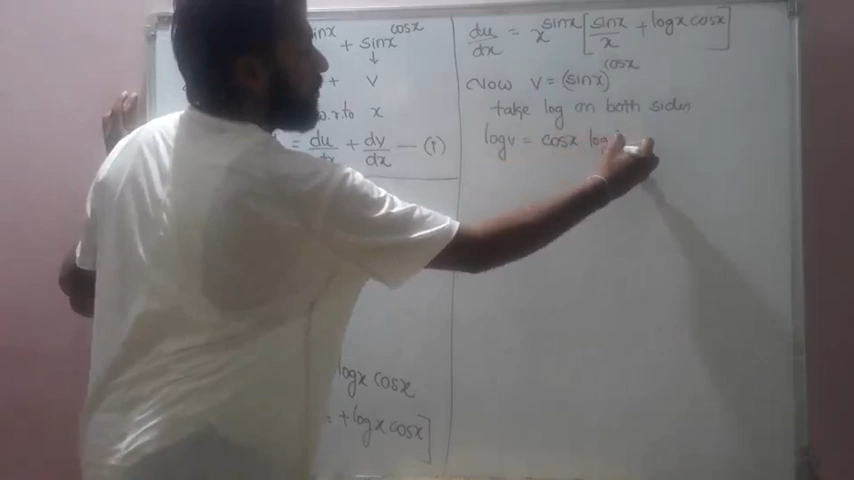 sinx + sinx^cosx
↓
+ v
w.r.to x
= du/dx + dv/dx — (1)
logx cosx
= + logx cosx]
du/dx = x^sinx [sinx/x + logx cosx]
Now v = (sinx)^cosx
take log on both sides
logv = cosx log